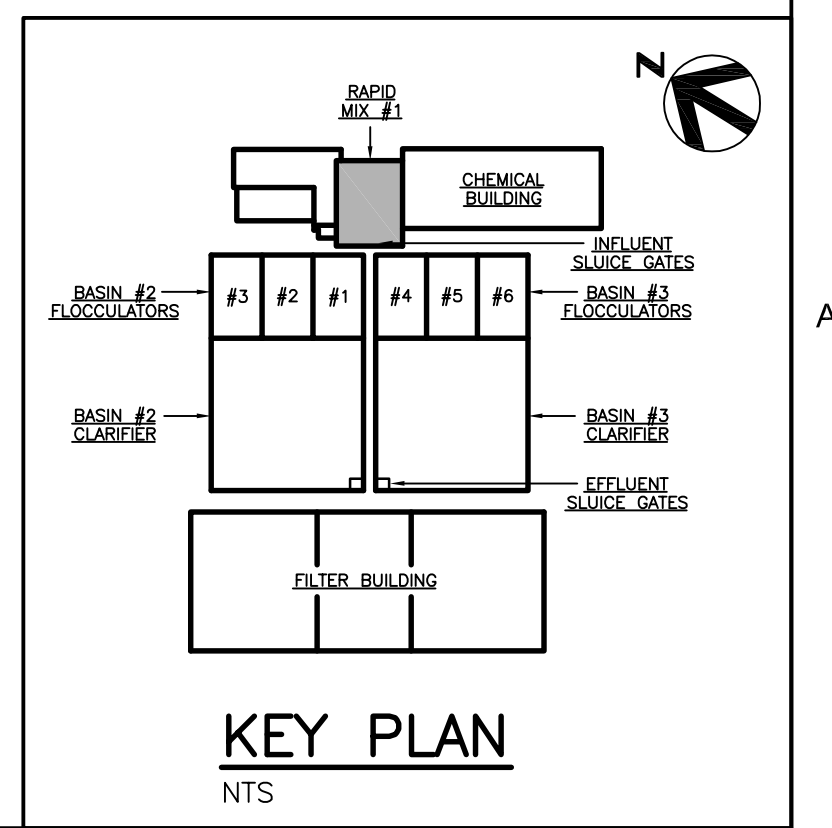 N
RAPID
MIX #1
CHEMICAL
BUILDING
INFLUENT
SLUICE GATES
BASIN #2
FLOCCULATORS
#3
#2
#1
#4
#5
#6
BASIN #3
FLOCCULATORS
A
BASIN #2
CLARIFIER
BASIN #3
CLARIFIER
EFFLUENT
SLUICE GATES
FILTER BUILDING
KEY PLAN
NTS